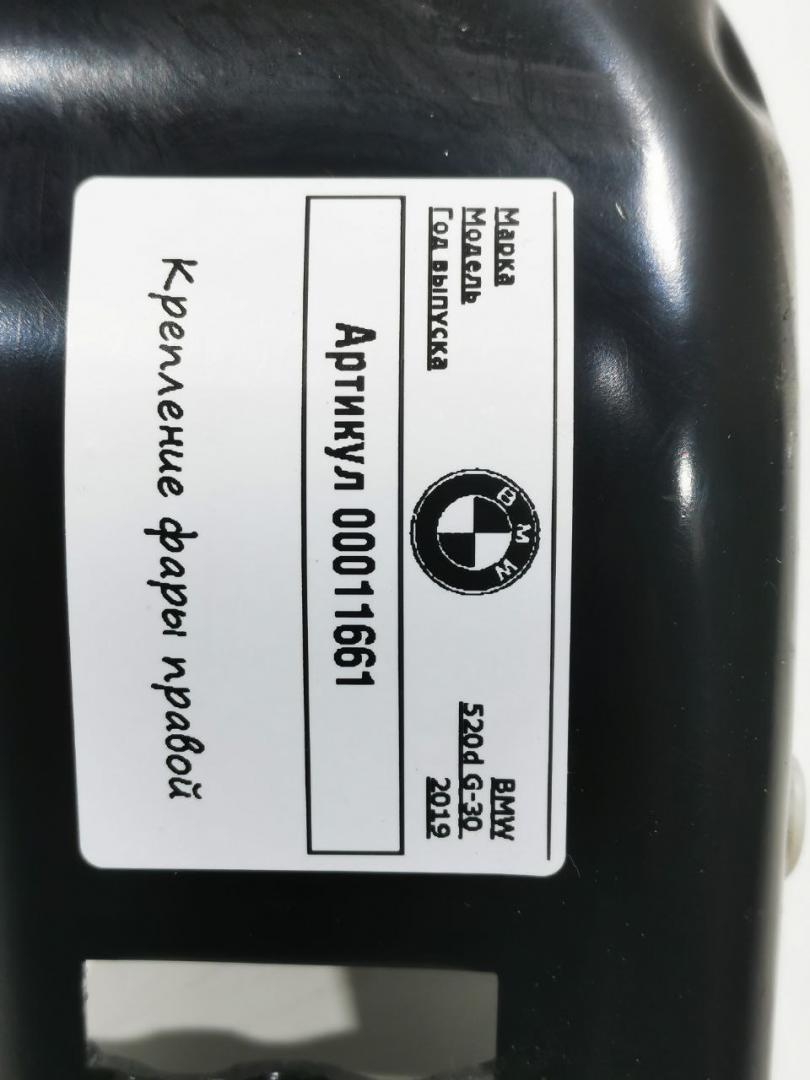 Марка BMW
Модель 520d G-30
Год выпуска 2019
BMW
Артикул 00011661
Крепление фары правой